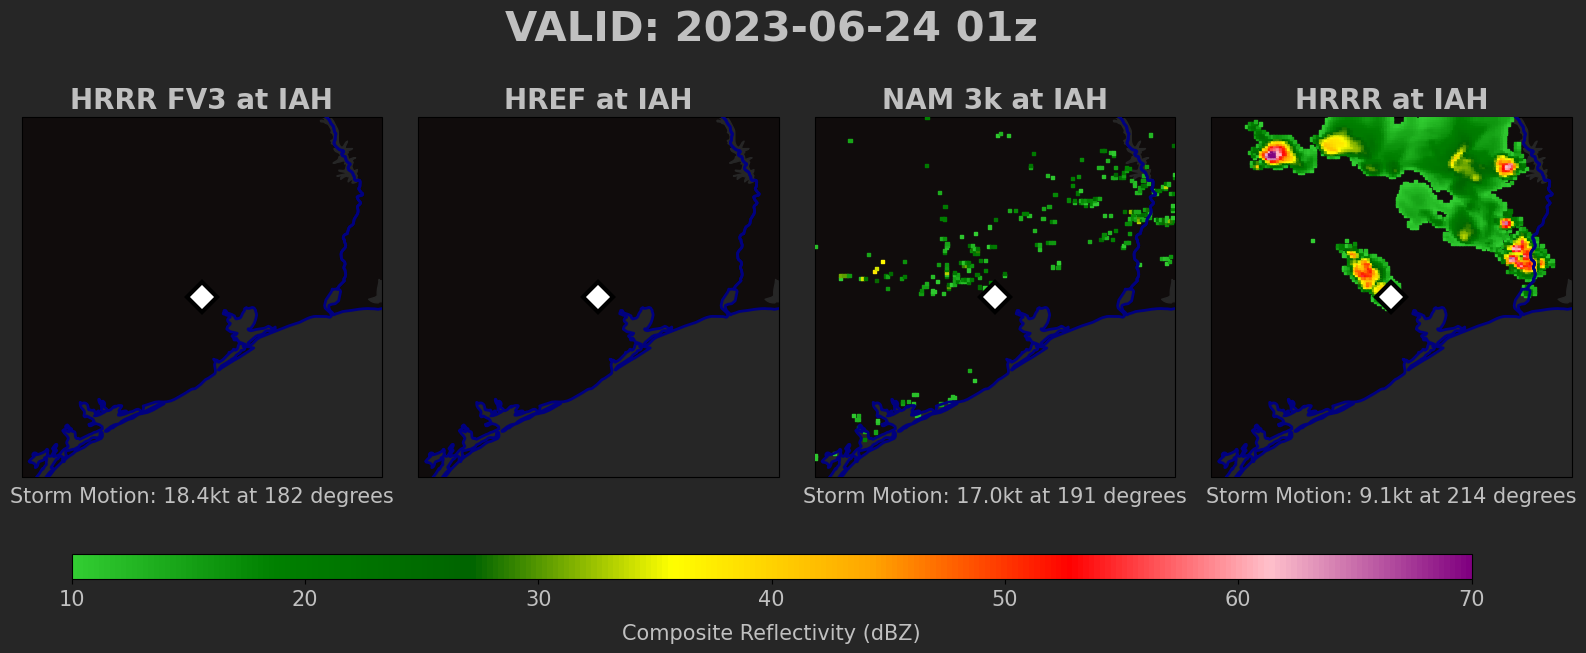 VALID: 2023-06-24 01z
HRRR FV3 at IAH
HREF at IAH
NAM 3k at IAH
HRRR at IAH
Storm Motion: 18.4kt at 182 degrees
Storm Motion: 17.0kt at 191 degrees
Storm Motion: 9.1kt at 214 degrees
10 20 30 40 50 60 70
Composite Reflectivity (dBZ)